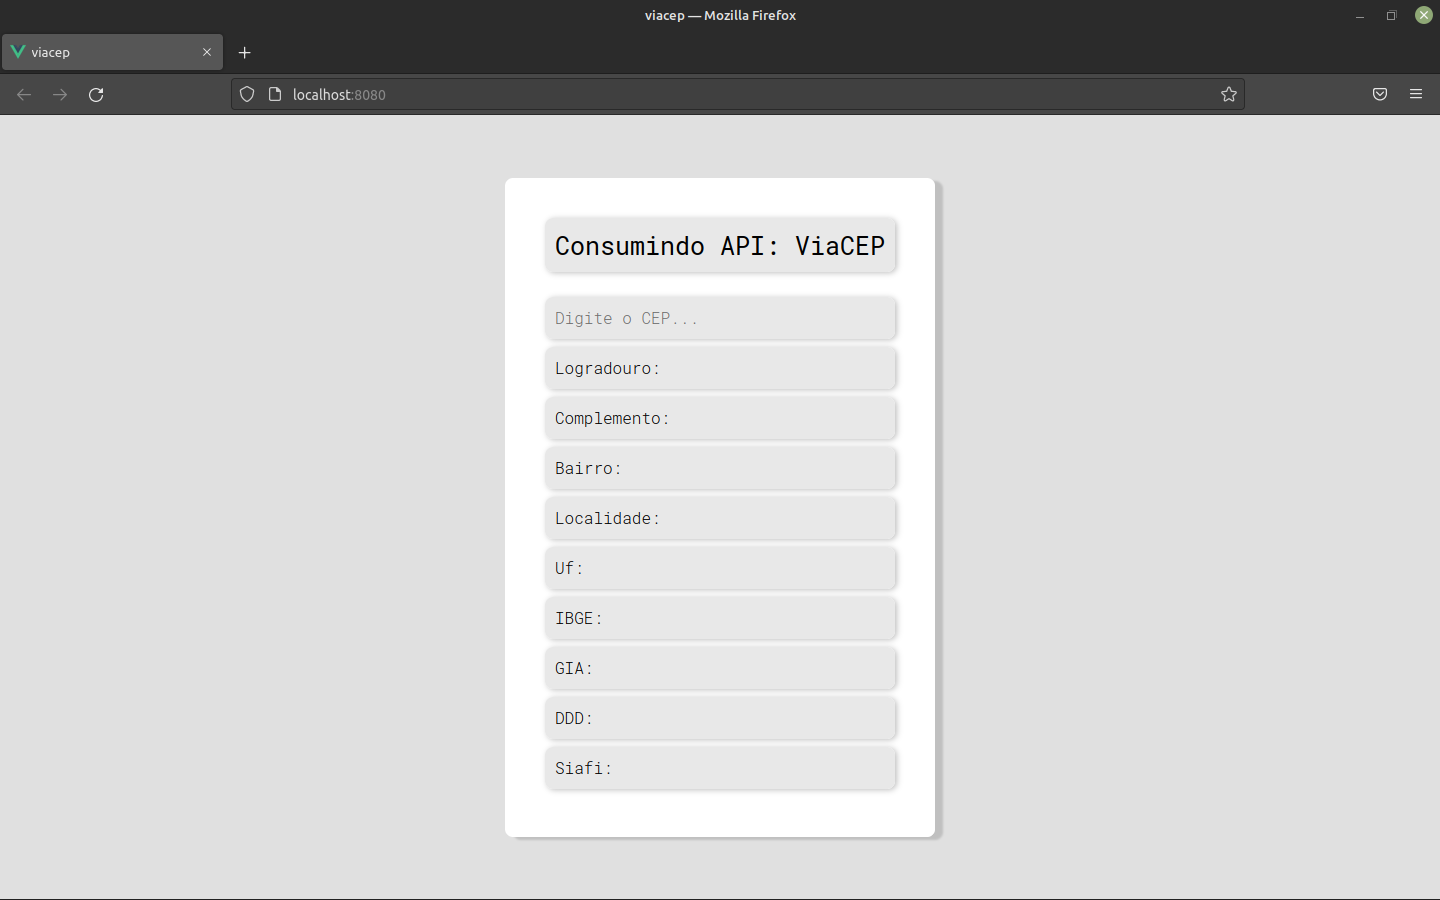 viacep — Mozilla Firefox
viacep
localhost:8080
Consumindo API: ViaCEP
Digite o CEP...
Logradouro:
Complemento:
Bairro:
Localidade:
Uf:
IBGE:
GIA:
DDD:
Siafi: